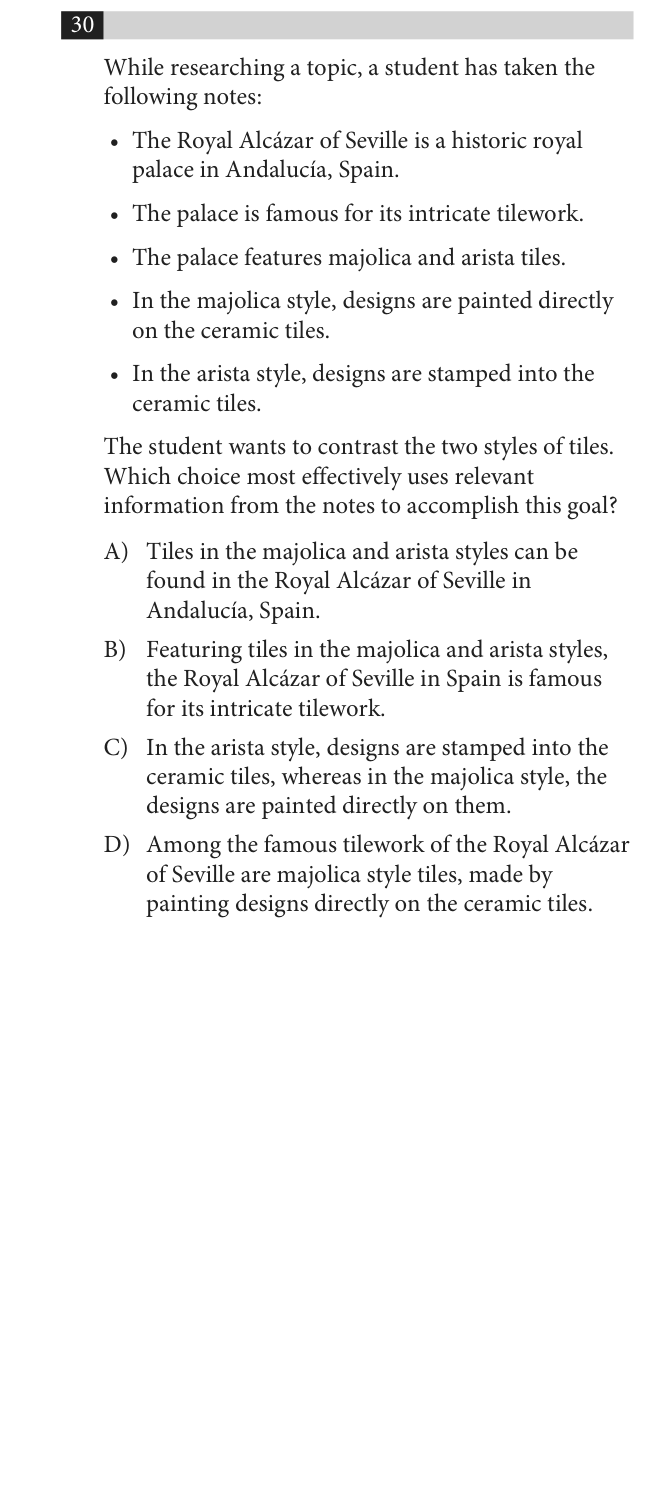 30
While researching a topic, a student has taken the
following notes:
• The Royal Alcázar of Seville is a historic royal
palace in Andalucía, Spain.
• The palace is famous for its intricate tilework.
• The palace features majolica and arista tiles.
• In the majolica style, designs are painted directly
on the ceramic tiles.
• In the arista style, designs are stamped into the
ceramic tiles.
The student wants to contrast the two styles of tiles.
Which choice most effectively uses relevant
information from the notes to accomplish this goal?
A) Tiles in the majolica and arista styles can be
found in the Royal Alcázar of Seville in
Andalucía, Spain.
B) Featuring tiles in the majolica and arista styles,
the Royal Alcázar of Seville in Spain is famous
for its intricate tilework.
C) In the arista style, designs are stamped into the
ceramic tiles, whereas in the majolica style, the
designs are painted directly on them.
D) Among the famous tilework of the Royal Alcázar
of Seville are majolica style tiles, made by
painting designs directly on the ceramic tiles.